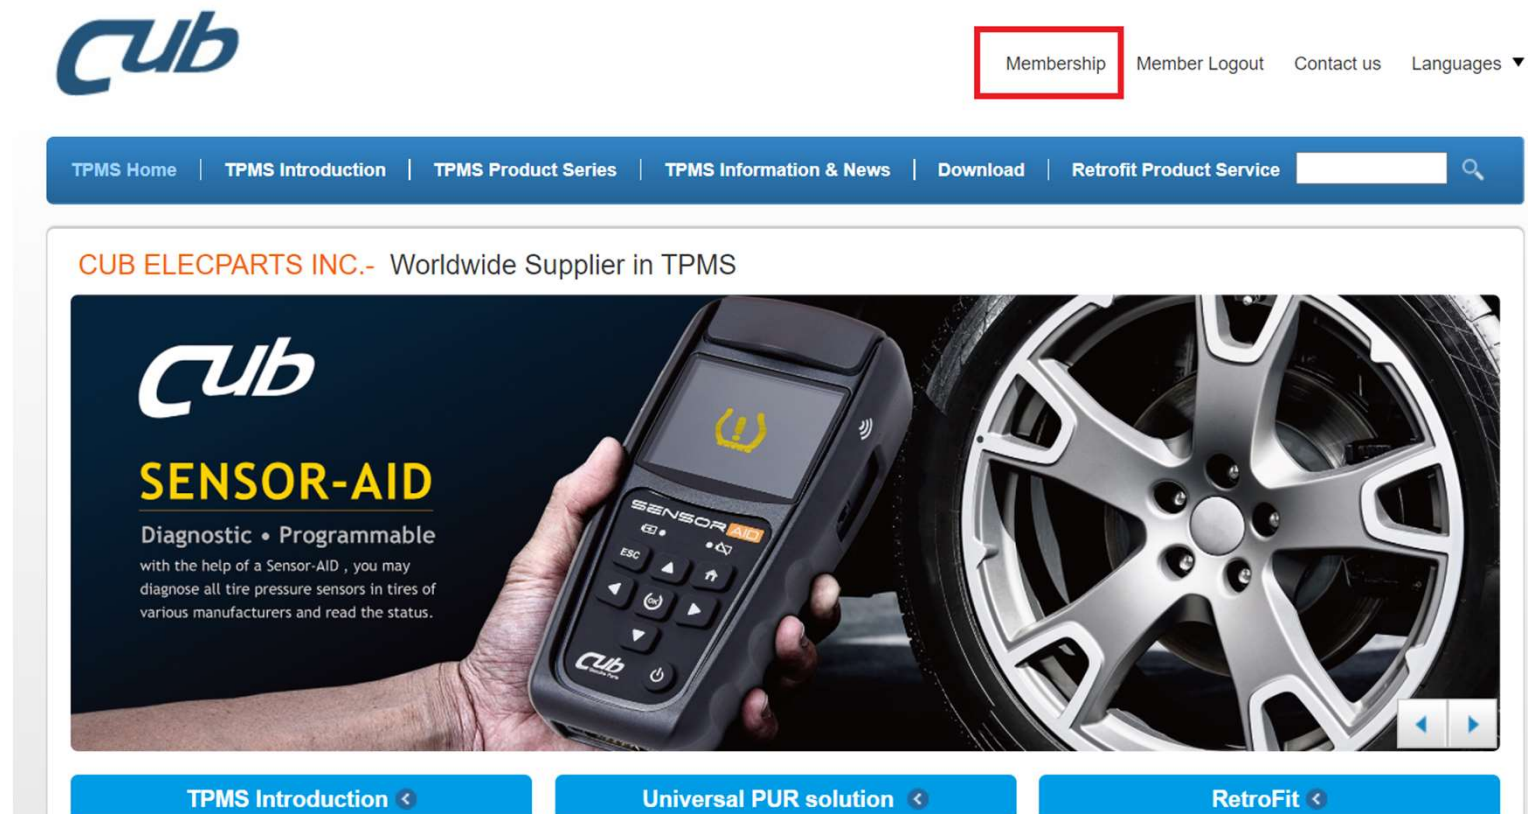 cub
Membership Member Logout Contact us Languages ▼
TPMS Home | TPMS Introduction | TPMS Product Series | TPMS Information & News | Download | Retrofit Product Service
CUB ELECPARTS INC.- Worldwide Supplier in TPMS
cub
SENSOR-AID
Diagnostic • Programmable
with the help of a Sensor-AID , you may
diagnose all tire pressure sensors in tires of
various manufacturers and read the status.
SENSOR AID
ESC
OK
cub
TPMS Introduction
Universal PUR solution
RetroFit